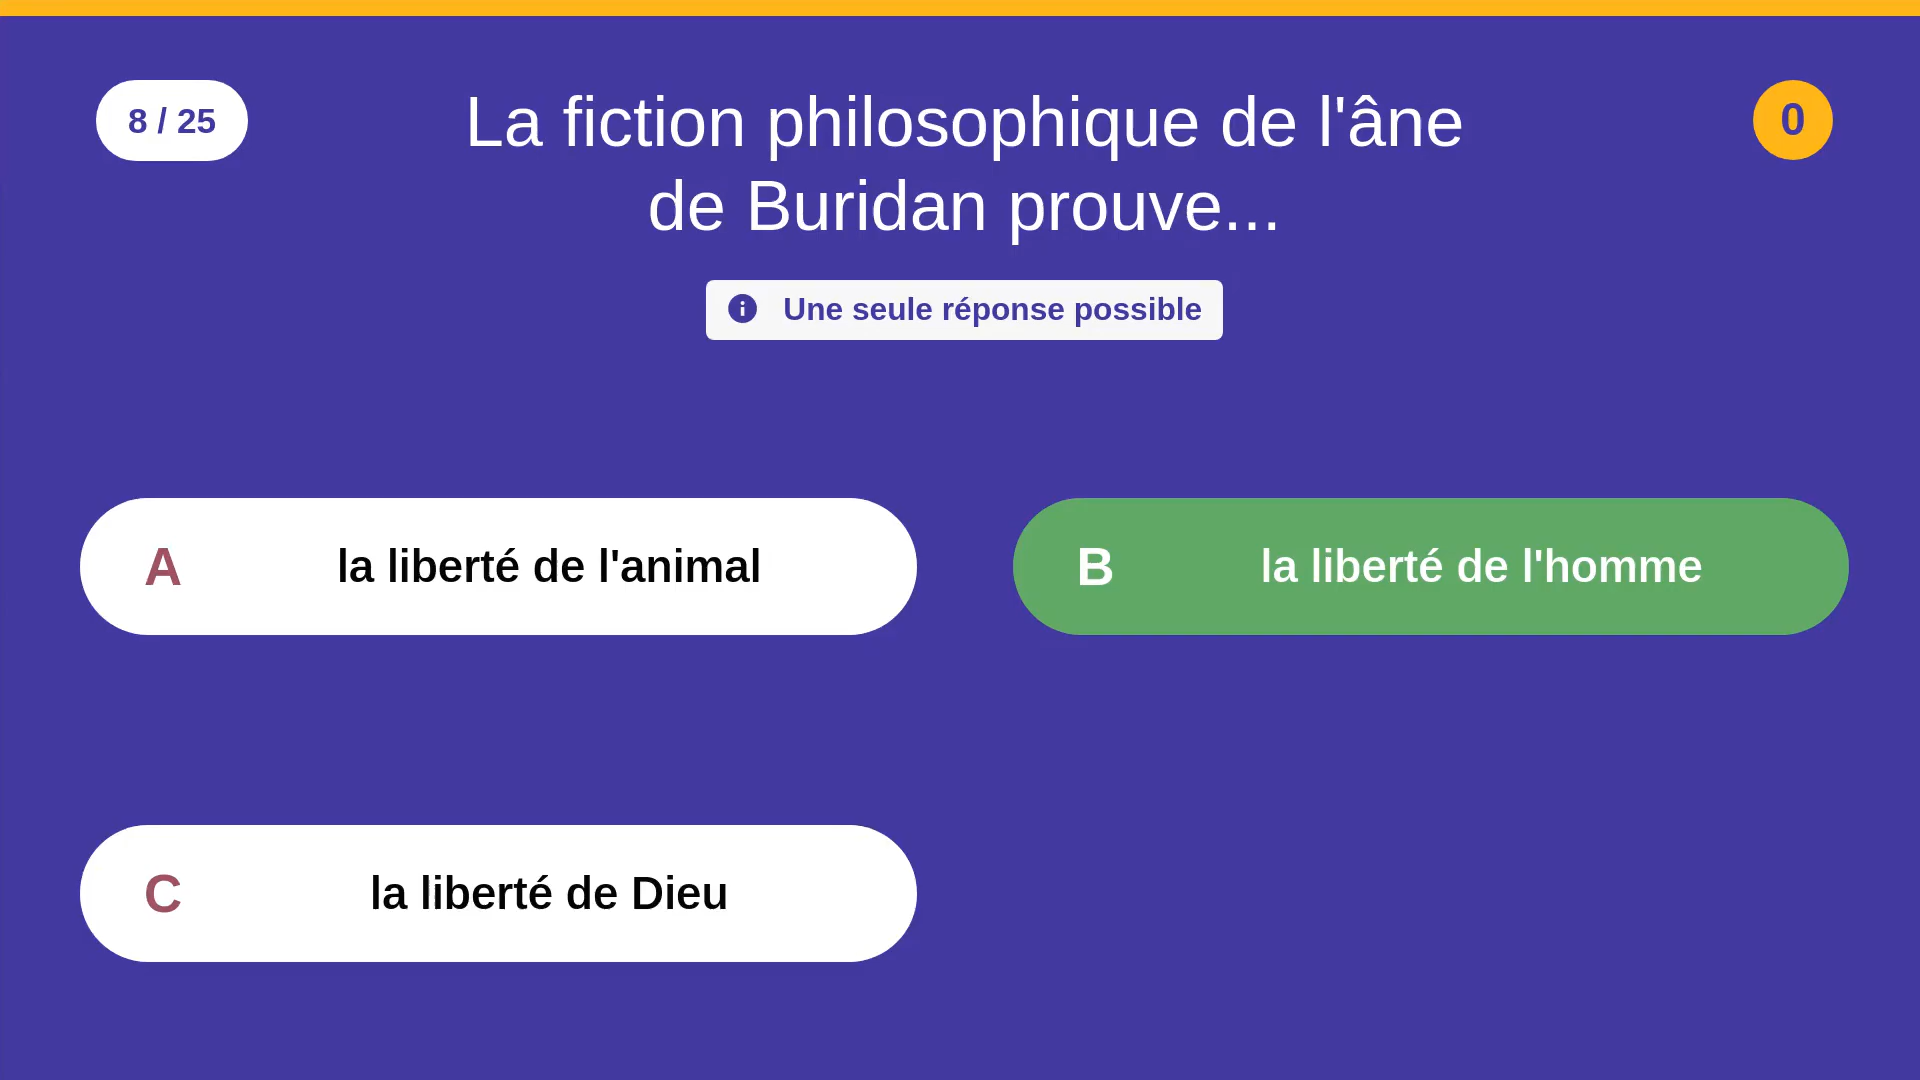 8 / 25
La fiction philosophique de l'âne
de Buridan prouve...
0
Une seule réponse possible
A la liberté de l'animal
B la liberté de l'homme
C la liberté de Dieu